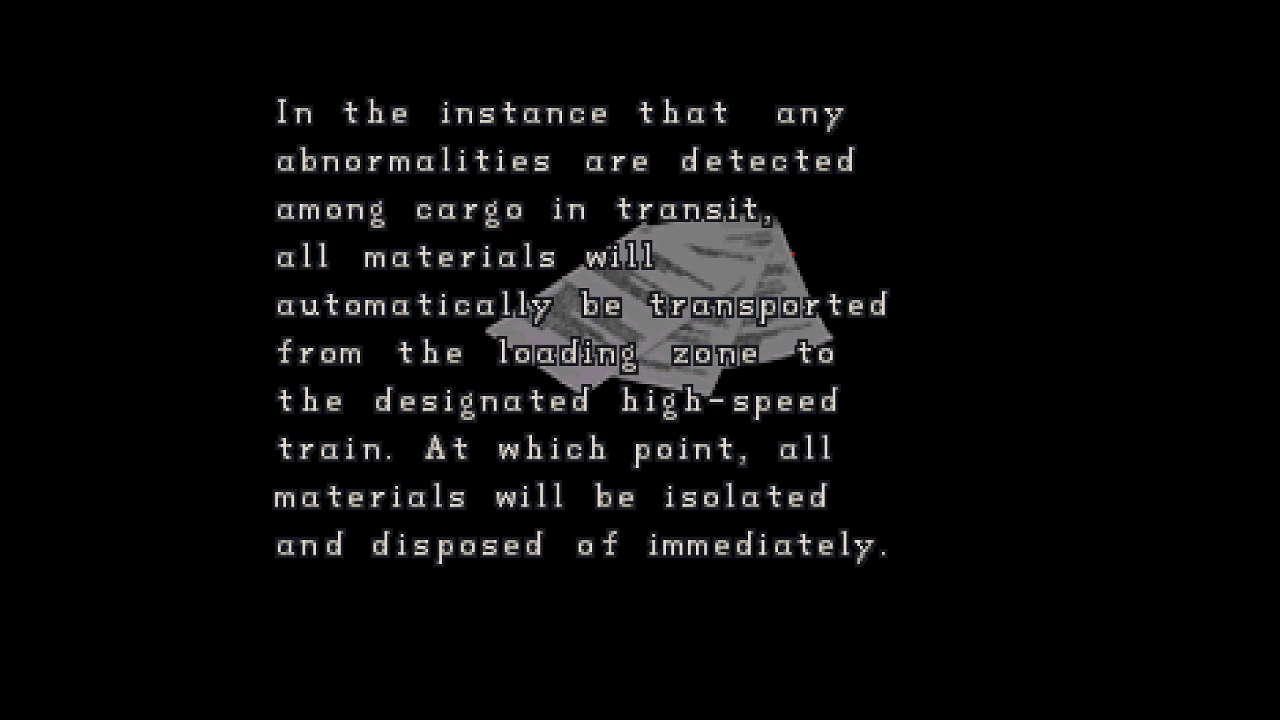 In the instance that any
abnormalities are detected
among cargo in transit,
all materials will
automatically be transported
from the loading zone to
the designated high-speed
train. At which point, all
materials will be isolated
and disposed of immediately.